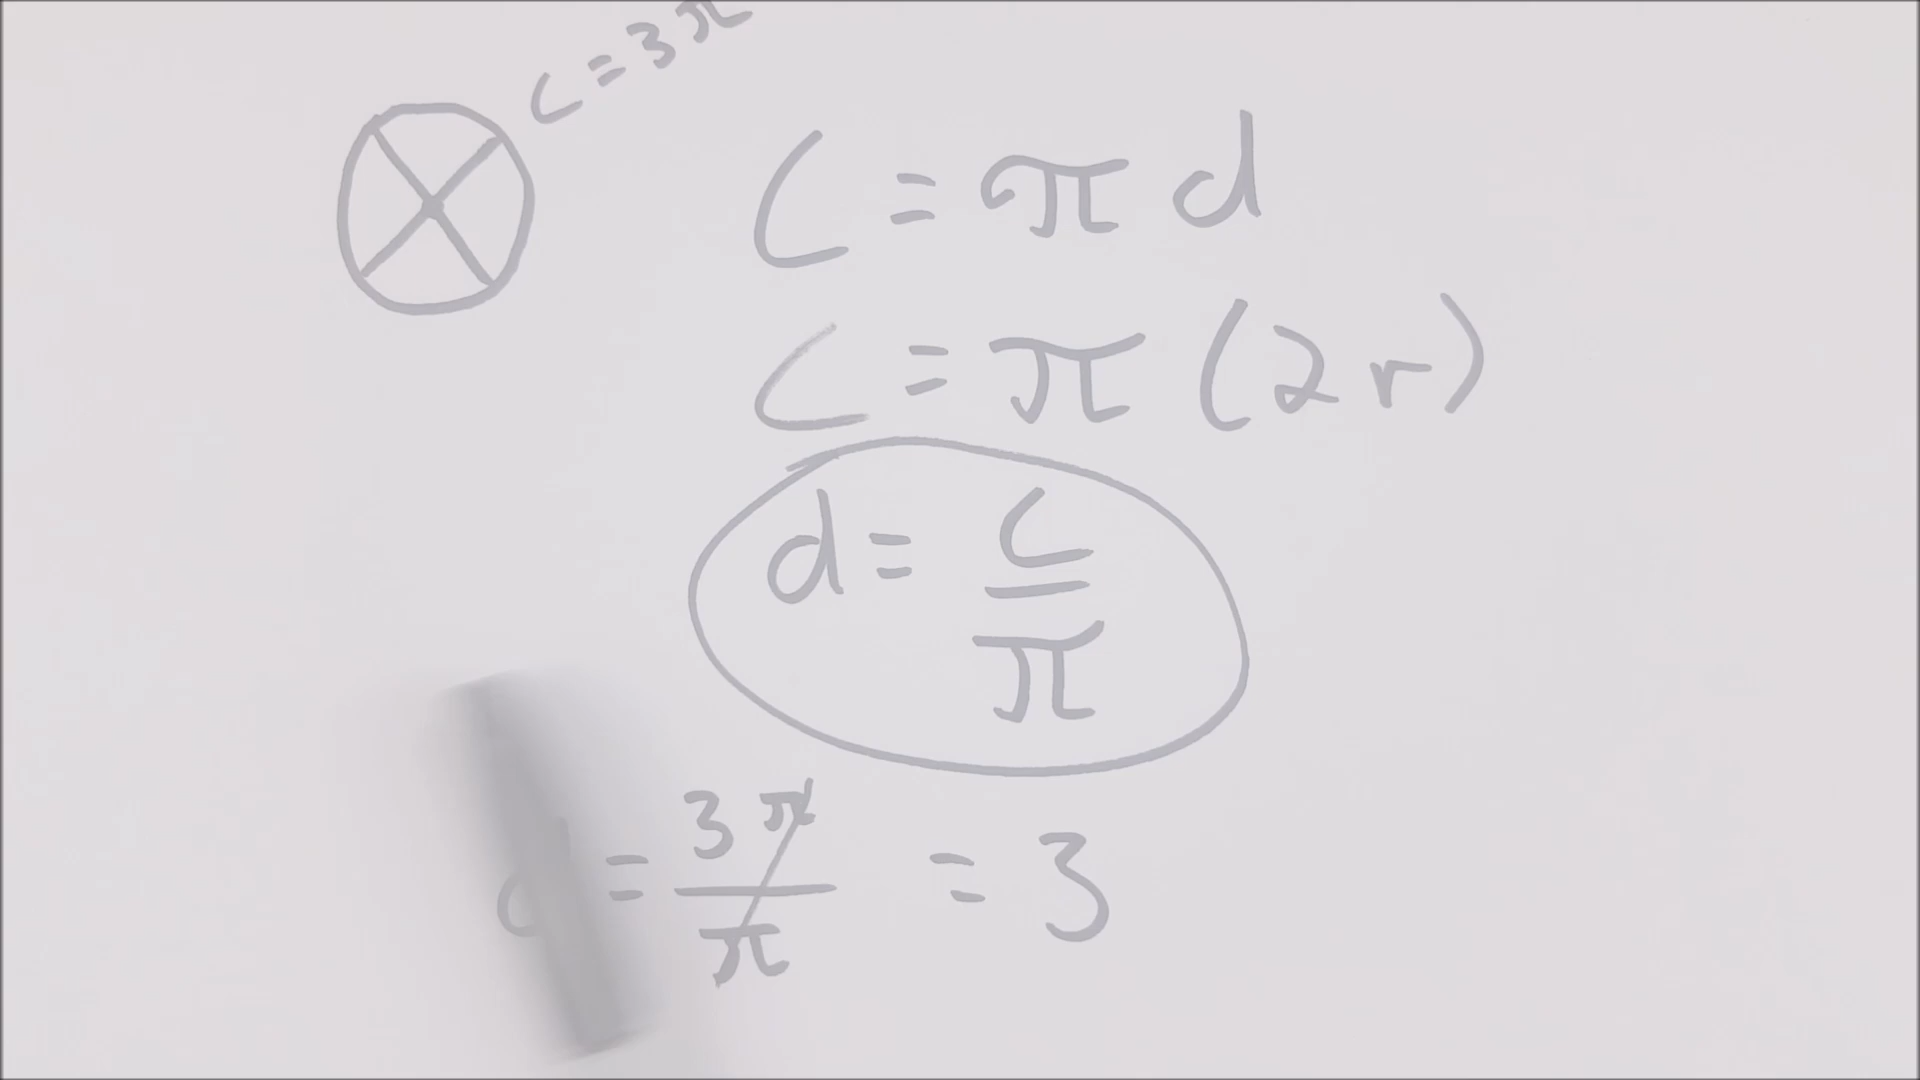 C = 3π
C = π d
C = π (2r)
d = C/π
= 3π/π = 3